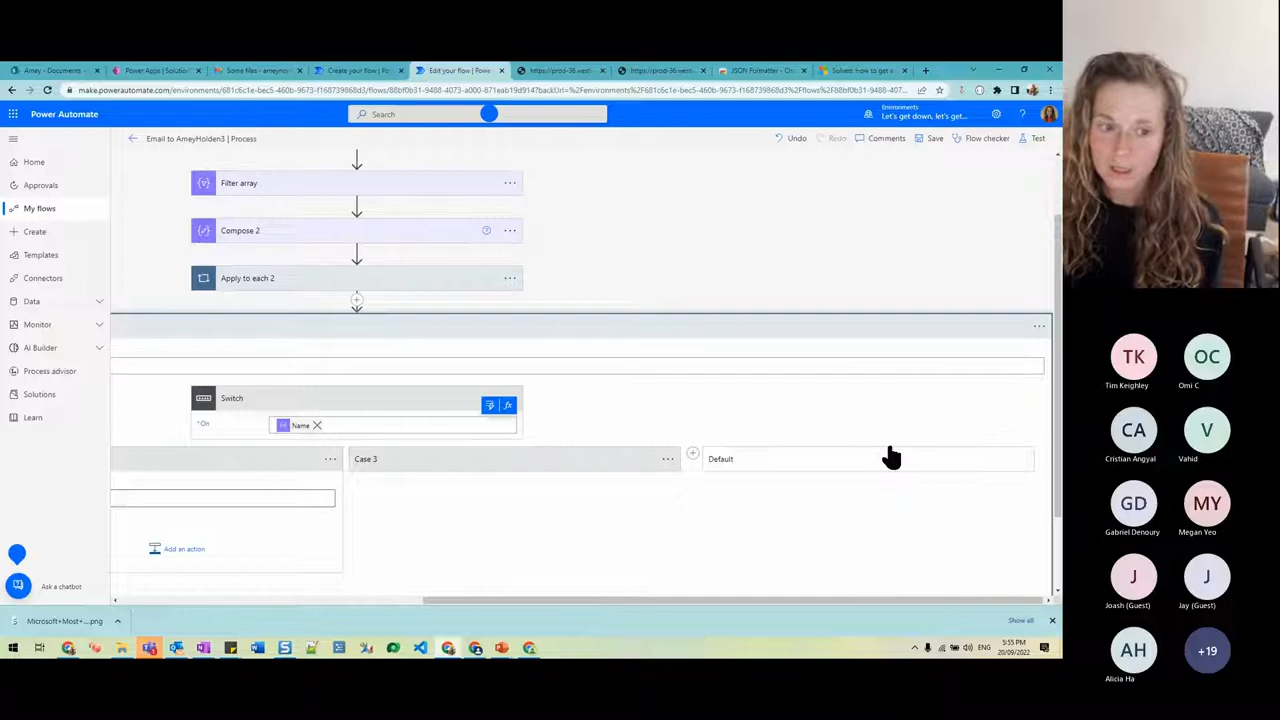 Amey - Documents -
Power Apps | Solution
Some files - ameyno
Create your flow | Po
Edit your flow | Powe
https://prod-36.west
https://prod-36.west
JSON Formatter - Cha
Solved: How to get a
Power Automate
Search
Environments
Let's get down, let's get...
Email to AmeyHolden3 | Process
Undo
Redo
Comments
Save
Flow checker
Test
Home
Approvals
My flows
Create
Templates
Connectors
Data
Monitor
AI Builder
Process advisor
Solutions
Learn
Ask a chatbot
Filter array
Compose 2
Apply to each 2
Switch
*On
Name
Case 3
Default
Add an action
Microsoft+Most+....png
Show all
ENG
5:55 PM
20/09/2022
TK
Tim Keighley
OC
Omi C
CA
Cristian Angyal
V
Vahid
GD
Gabriel Denoury
MY
Megan Yeo
J
Joash (Guest)
J
Jay (Guest)
AH
Alicia Ha
+19